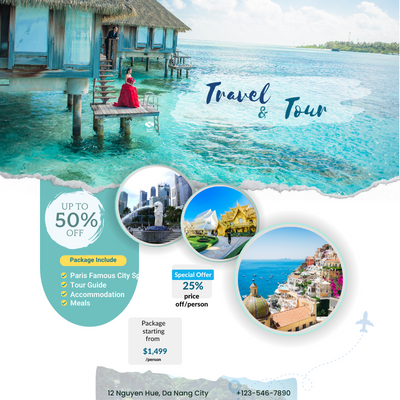 Travel
& Tour
UP TO
50%
OFF
Package Include
Paris Famous City Sp
Tour Guide
Accommodation
Meals
Special Offer
25%
price
off/person
Package
starting
from
$1,499
/person
12 Nguyen Hue, Da Nang City
+123-546-7890